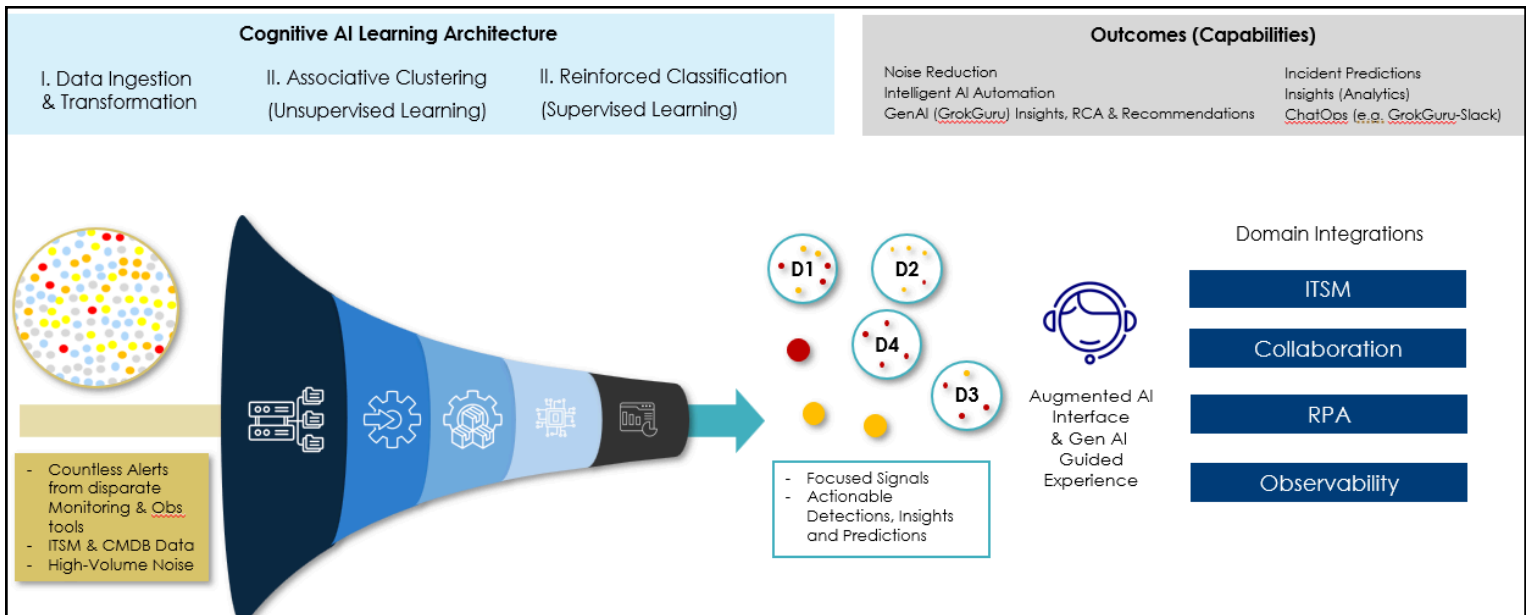 Cognitive AI Learning Architecture
I. Data Ingestion
& Transformation
II. Associative Clustering
(Unsupervised Learning)
II. Reinforced Classification
(Supervised Learning)
Outcomes (Capabilities)
Noise Reduction
Intelligent AI Automation
GenAI (GrokGuru) Insights, RCA & Recommendations
Incident Predictions
Insights (Analytics)
ChatOps (e.g. GrokGuru-Slack)
- Countless Alerts
from disparate
Monitoring & Obs
tools
- ITSM & CMDB Data
- High-Volume Noise
D1
D2
D4
D3
- Focused Signals
- Actionable
Detections, Insights
and Predictions
Augmented AI
Interface
& Gen AI
Guided
Experience
Domain Integrations
ITSM
Collaboration
RPA
Observability